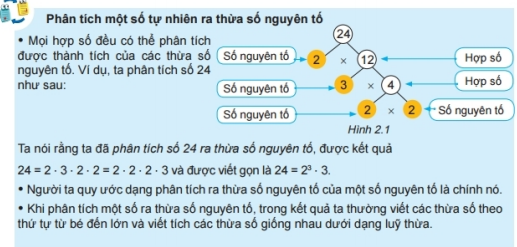 Phân tích một số tự nhiên ra thừa số nguyên tố
• Mọi hợp số đều có thể phân tích
được thành tích của các thừa số
nguyên tố. Ví dụ, ta phân tích số 24
như sau:
24
Số nguyên tố 2 × 12 Hợp số
Số nguyên tố 3 × 4 Hợp số
Số nguyên tố 2 × 2 Số nguyên tố
Hình 2.1
Ta nói rằng ta đã phân tích số 24 ra thừa số nguyên tố, được kết quả
24 = 2 · 3 · 2 · 2 = 2 · 2 · 2 · 3 và được viết gọn là 24 = 2³ · 3.
• Người ta quy ước dạng phân tích ra thừa số nguyên tố của một số nguyên tố là chính nó.
• Khi phân tích một số ra thừa số nguyên tố, trong kết quả ta thường viết các thừa số theo
thứ tự từ bé đến lớn và viết tích các thừa số giống nhau dưới dạng luỹ thừa.